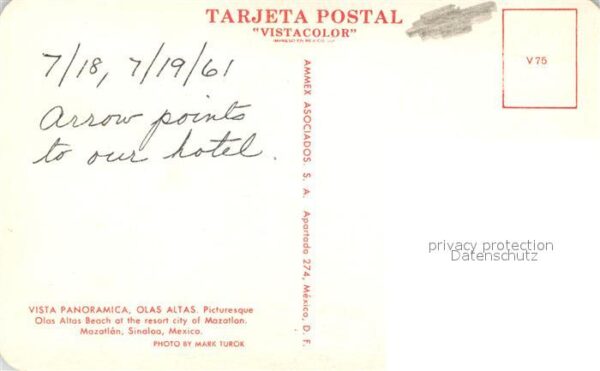 TARJETA POSTAL
"VISTACOLOR"
V75
7/18, 7/19/61
Arrow points
to our hotel.
AMMEX ASOCIADOS. S. A. Apartado 274, México, D. F.
privacy protection
Datenschutz
VISTA PANORAMICA, OLAS ALTAS. Picturesque
Olas Altas Beach at the resort city of Mazatlan.
Mazatlán, Sinaloa, Mexico.
PHOTO BY MARK TUROK